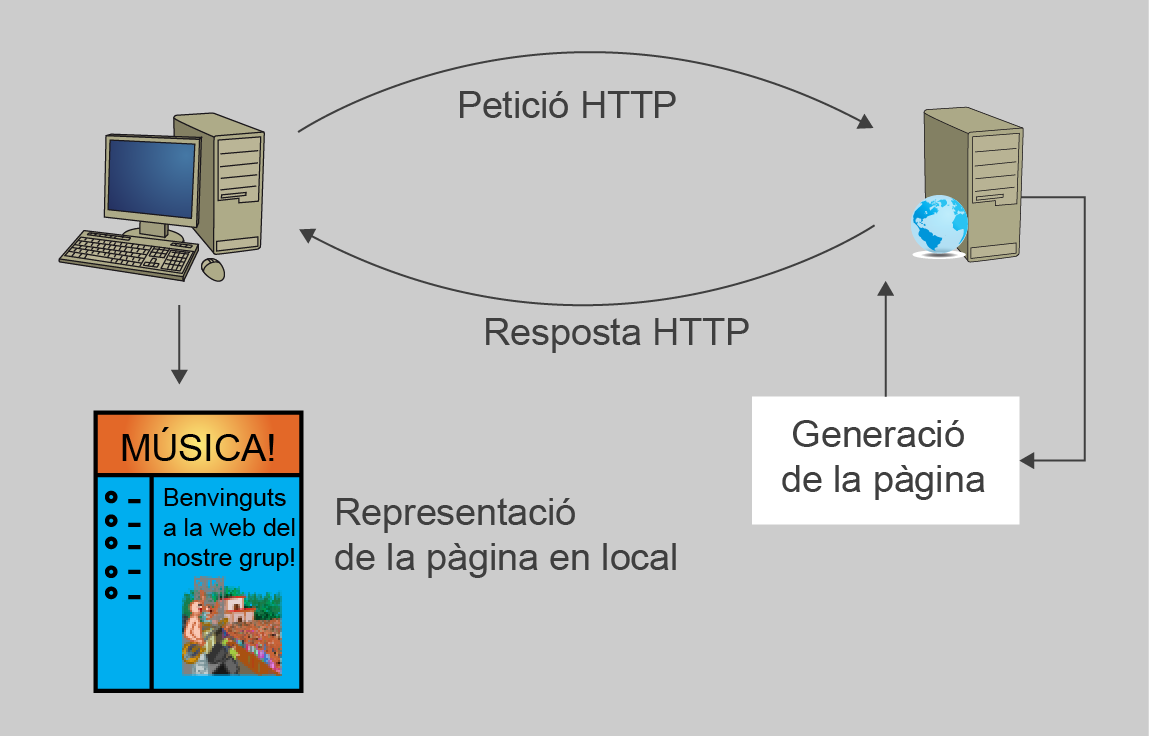 Petició HTTP
Resposta HTTP
Generació
de la pàgina
MÚSICA!
Benvinguts
a la web del
nostre grup!
Representació
de la pàgina en local